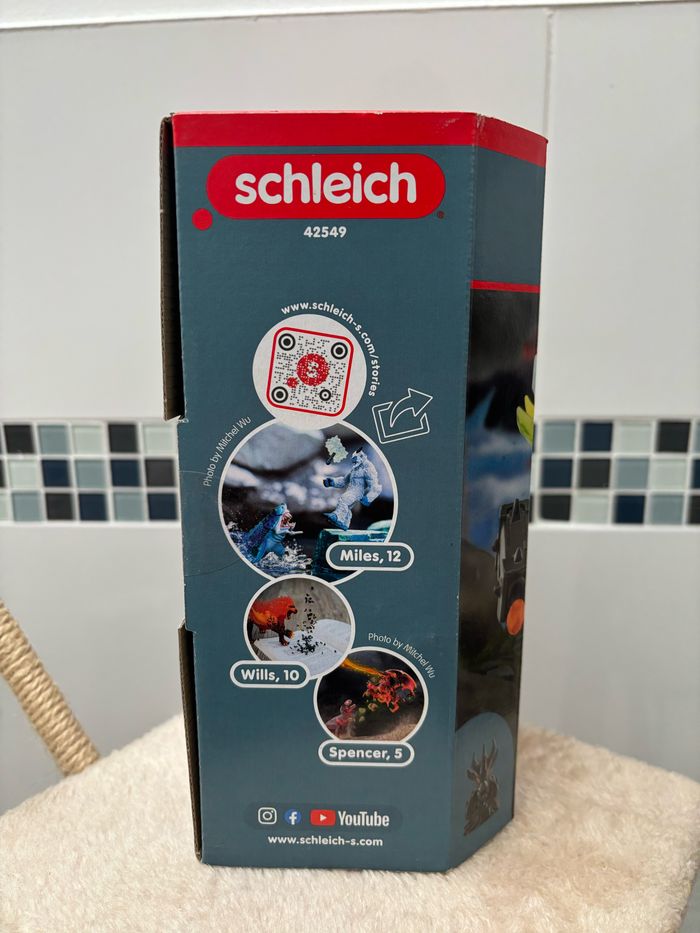 schleich
42549
www.schleich-s.com/stories
Photo by Mitchel Wu
Miles, 12
Wills, 10
Photo by Mitchel Wu
Spencer, 5
YouTube
www.schleich-s.com